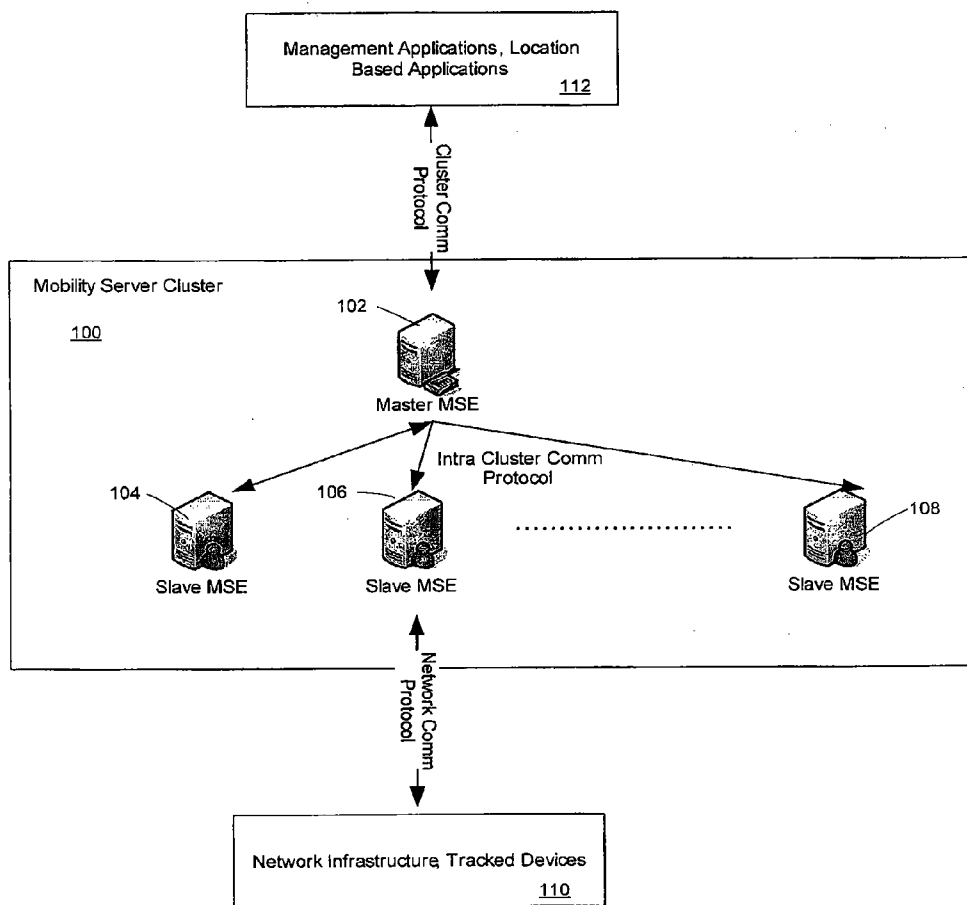 Management Applications, Location
Based Applications
112
Cluster Comm
Protocol
Mobility Server Cluster
100
102
Master MSE
Intra Cluster Comm
Protocol
104
106
108
Slave MSE
Slave MSE
Slave MSE
Network Comm
Protocol
Network Infrastructure, Tracked Devices
110